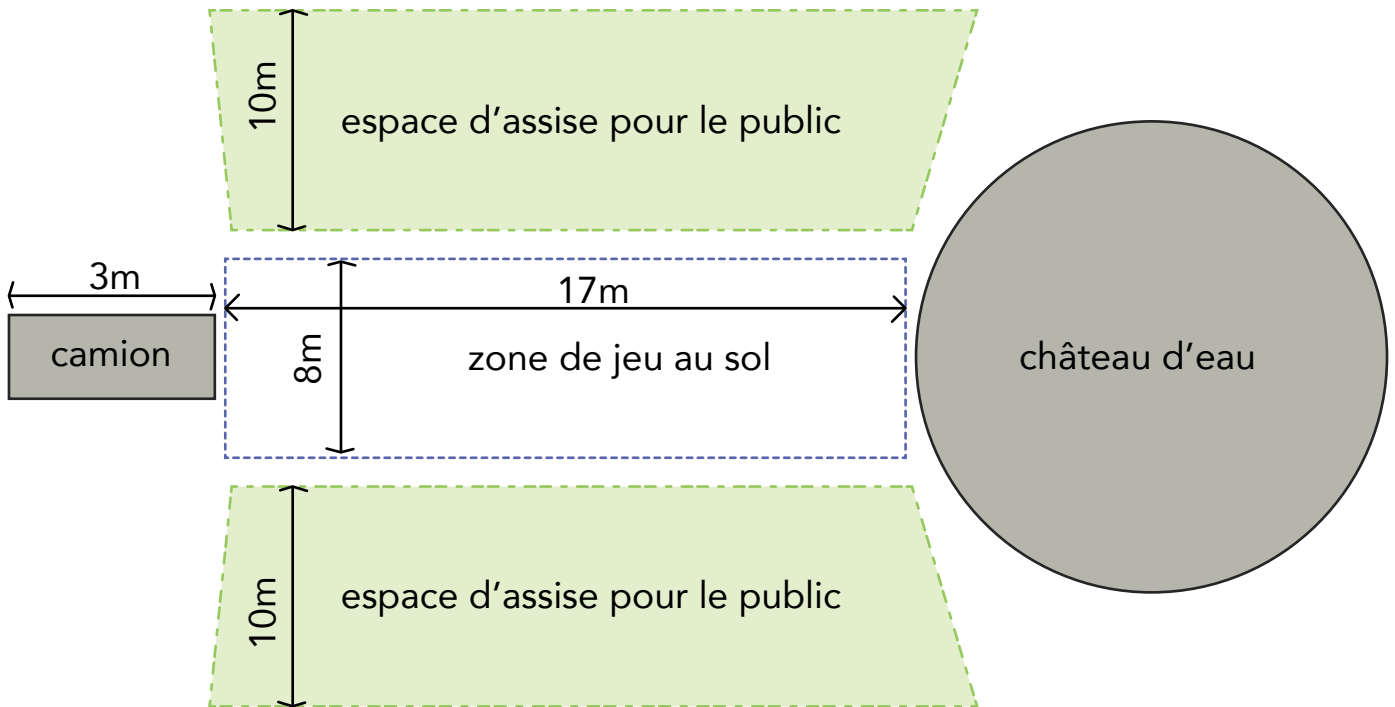 10m
espace d’assise pour le public
3m
17m
camion
8m
zone de jeu au sol
château d’eau
10m
espace d’assise pour le public